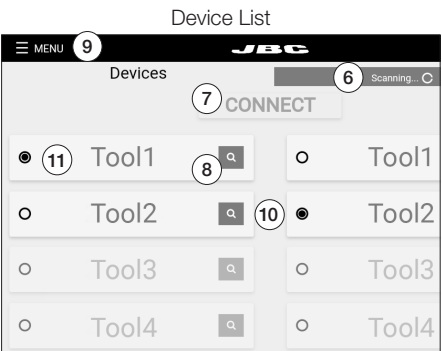 Device List
☰ MENU 9 JBC
Devices 6 Scanning...
7 CONNECT
11 Tool1 8 Tool1
Tool2 10 Tool2
Tool3 Tool3
Tool4 Tool4